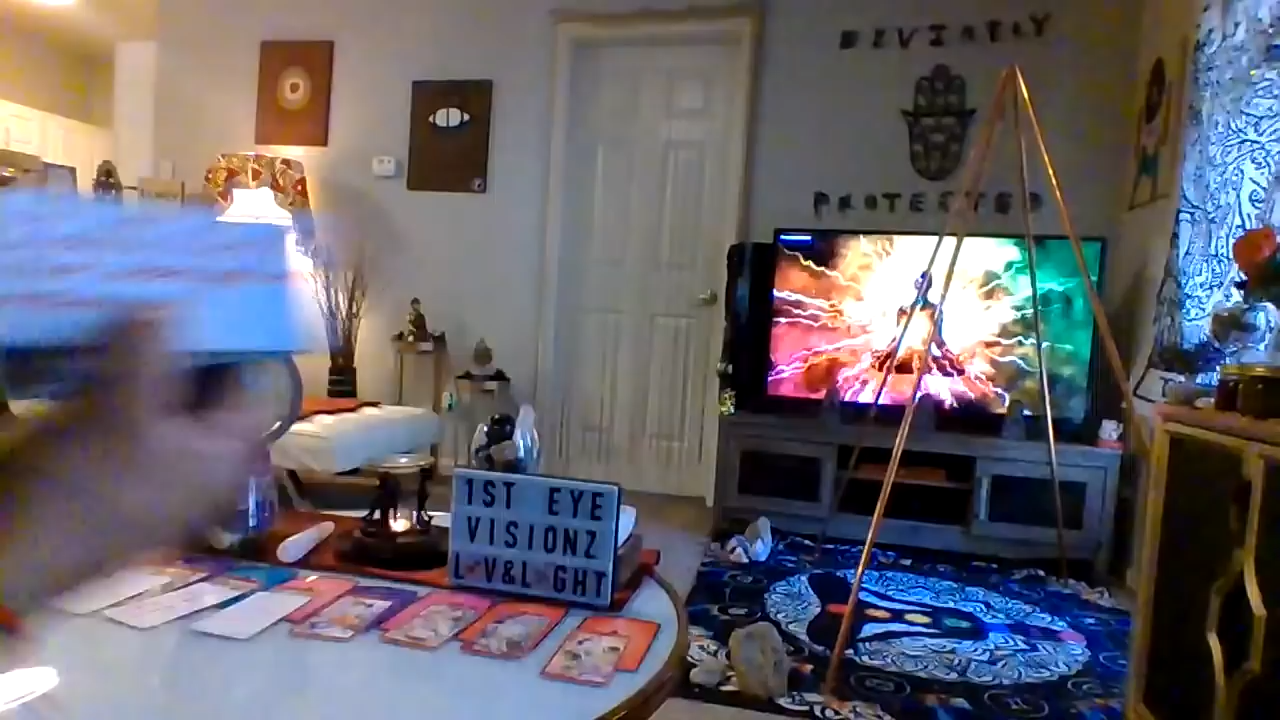 DIVINELY
PROTECTED
1ST EYE
VISIONZ
L V&L GHT